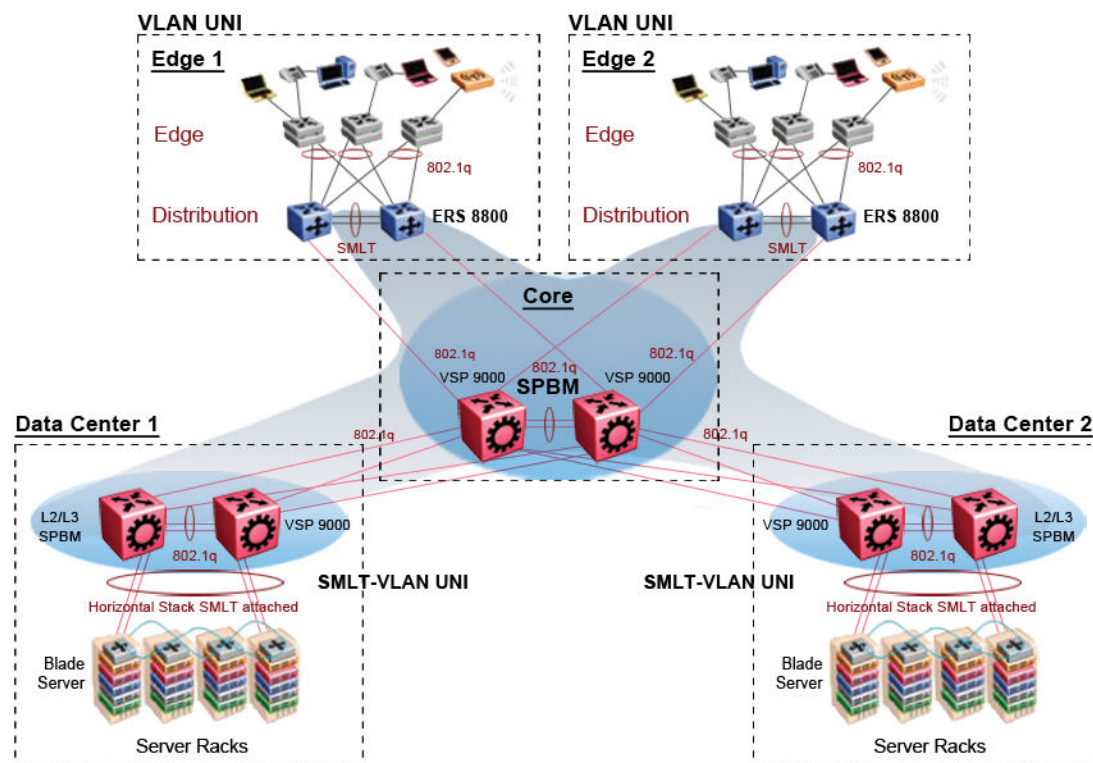 VLAN UNI
VLAN UNI
Edge 1
Edge
802.1q
Distribution
ERS 8800
SMLT
Edge 2
Edge
802.1q
Distribution
ERS 8800
SMLT
Core
802.1q
802.1q
802.1q
VSP 9000
SPBM
VSP 9000
Data Center 1
802.1q
L2/L3
SPBM
VSP 9000
802.1q
SMLT-VLAN UNI
Horizontal Stack SMLT attached
Blade
Server
Server Racks
Data Center 2
802.1q
VSP 9000
L2/L3
SPBM
802.1q
SMLT-VLAN UNI
Horizontal Stack SMLT attached
Blade
Server
Server Racks